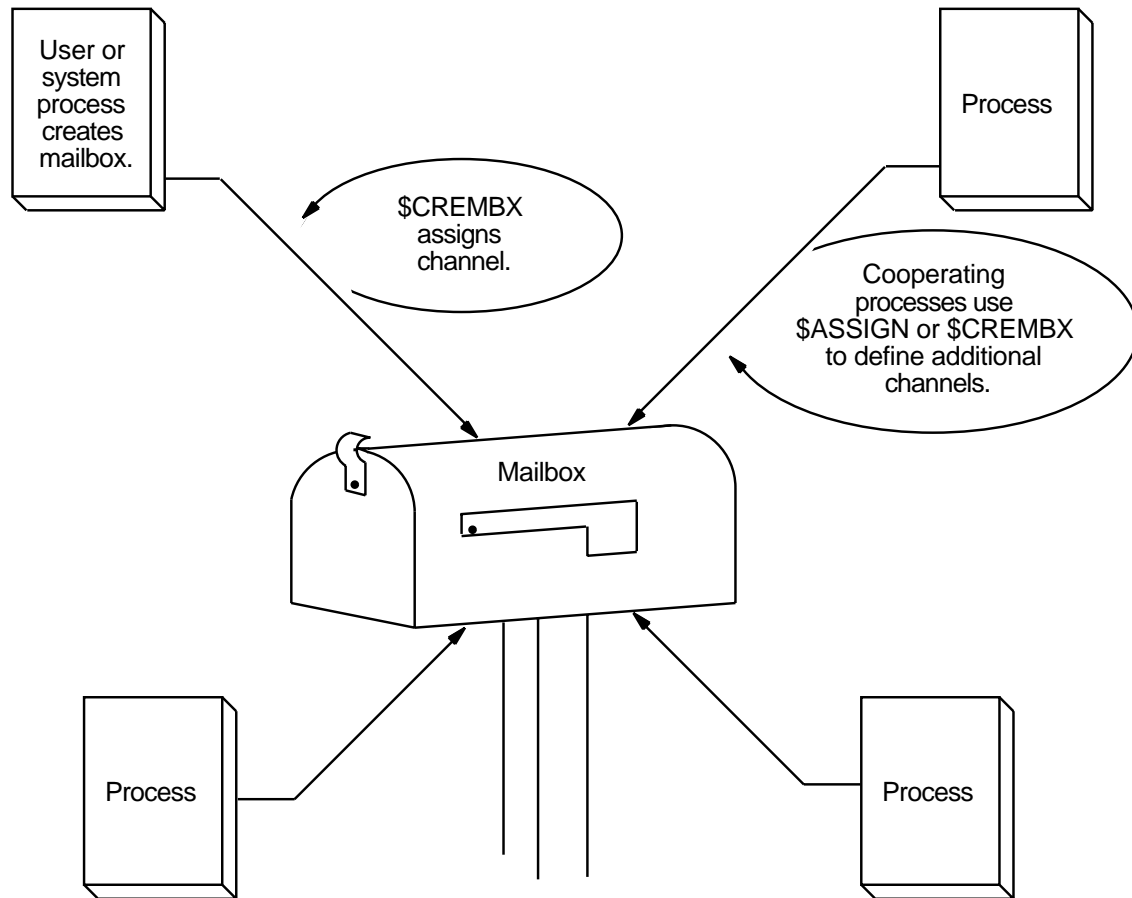 User or
system
process
creates
mailbox.
Process
$CREMBX
assigns
channel.
Cooperating
processes use
$ASSIGN or $CREMBX
to define additional
channels.
Mailbox
Process
Process